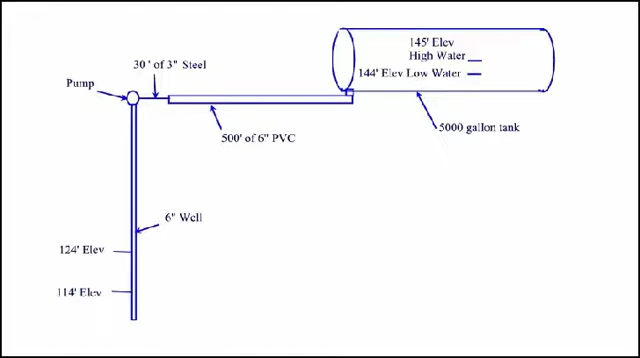 145' Elev
High Water
30' of 3" Steel
144' Elev Low Water
Pump
5000 gallon tank
500' of 6" PVC
6" Well
124' Elev
114' Elev